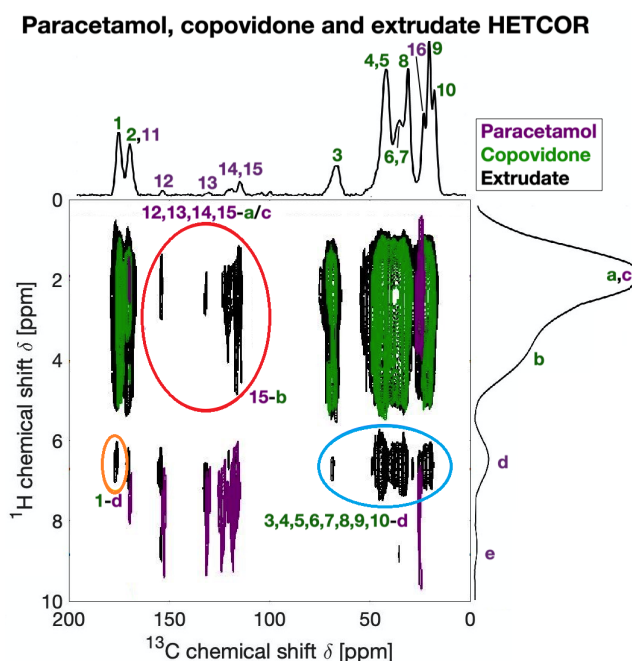 Paracetamol, copovidone and extrudate HETCOR
1
2,11
12
13
14,15
3
4,5
6,7
8
16
9
10
Paracetamol
Copovidone
Extrudate
0
2
4
6
8
10
¹H chemical shift δ [ppm]
12,13,14,15-a/c
15-b
1-d
3,4,5,6,7,8,9,10-d
a,c
b
d
e
200
150
100
50
0
¹³C chemical shift δ [ppm]